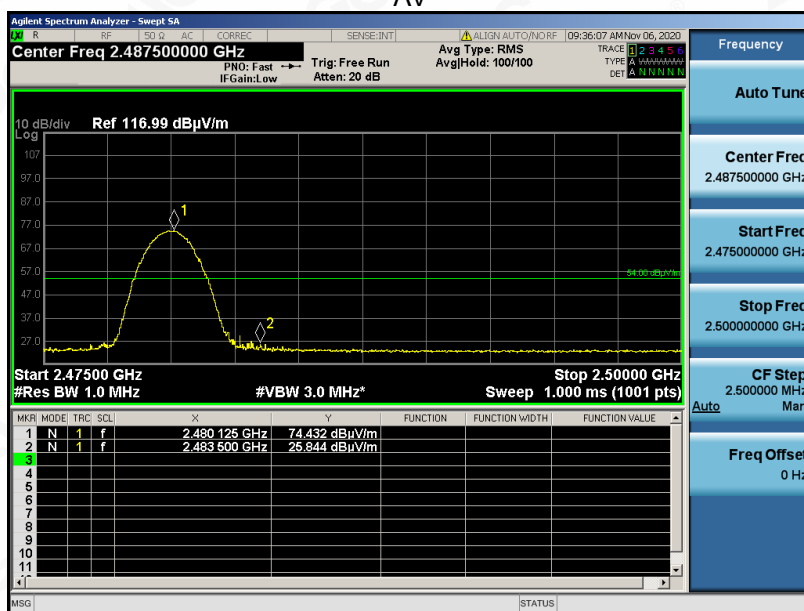 AV
Agilent Spectrum Analyzer - Swept SA
LXI R RF 50 Ω AC CORREC SENSE:INT ALIGN AUTO/NO RF 09:36:07 AM Nov 06, 2020
Center Freq 2.487500000 GHz
PNO: Fast
IFGain:Low
Trig: Free Run
Atten: 20 dB
Avg Type: RMS
Avg|Hold: 100/100
TRACE 1 2 3 4 5 6
TYPE A WWWWW
DET A N N N N N
10 dB/div Ref 116.99 dBµV/m
Log
107
97.0
87.0
77.0
67.0
57.0
47.0
37.0
27.0
1
2
54.00 dBµV/m
Start 2.47500 GHz Stop 2.50000 GHz
#Res BW 1.0 MHz #VBW 3.0 MHz* Sweep 1.000 ms (1001 pts)
MKR MODE TRC SCL X Y FUNCTION FUNCTION WIDTH FUNCTION VALUE
1 N 1 f 2.480 125 GHz 74.432 dBµV/m
2 N 1 f 2.483 500 GHz 25.844 dBµV/m
3
4
5
6
7
8
9
10
11
MSG STATUS
Frequency
Auto Tune
Center Freq
2.487500000 GHz
Start Freq
2.475000000 GHz
Stop Freq
2.500000000 GHz
CF Step
2.500000 MHz
Auto Man
Freq Offset
0 Hz